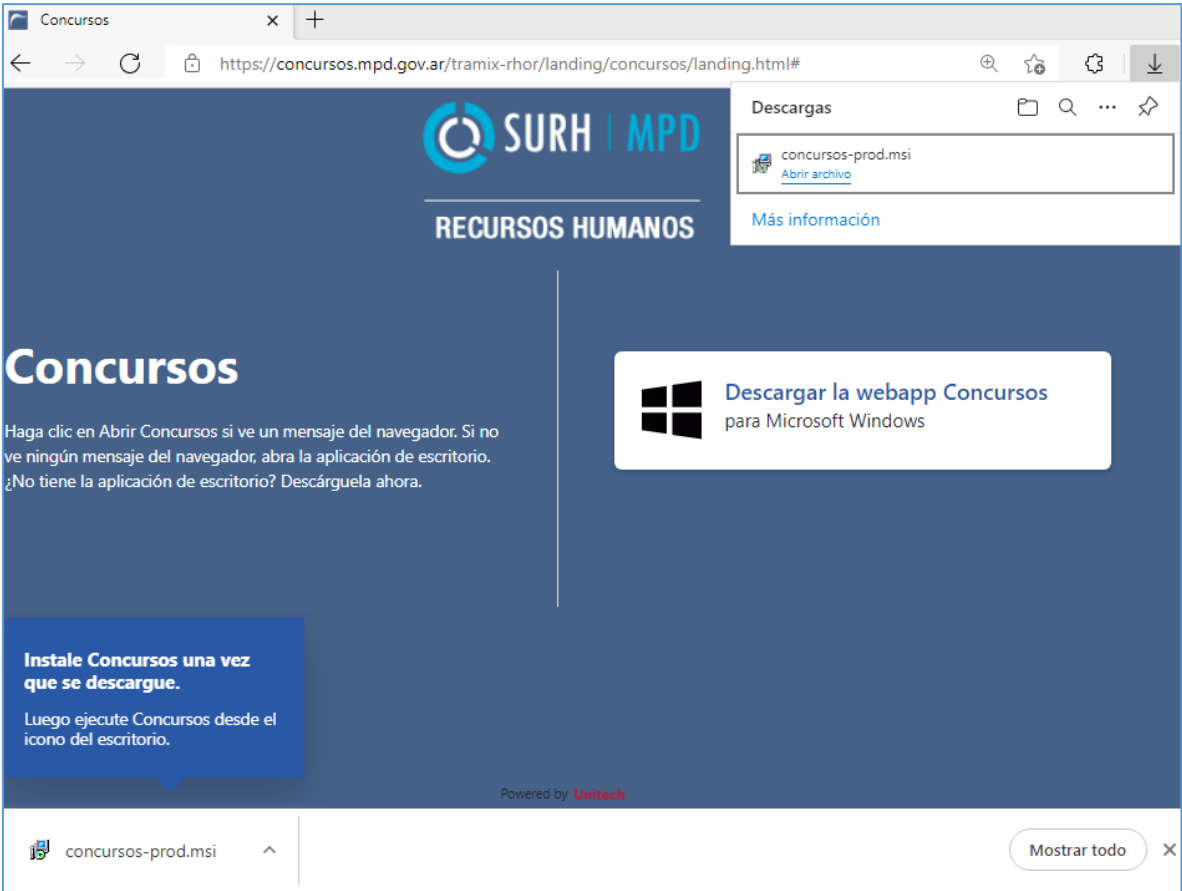 Concursos
https://concursos.mpd.gov.ar/tramix-rhor/landing/concursos/landing.html#
Descargas
concursos-prod.msi
Abrir archivo
Más información
SURH | MPD
RECURSOS HUMANOS
Concursos
Haga clic en Abrir Concursos si ve un mensaje del navegador. Si no
ve ningún mensaje del navegador, abra la aplicación de escritorio.
¿No tiene la aplicación de escritorio? Descárguela ahora.
Descargar la webapp Concursos
para Microsoft Windows
Instale Concursos una vez
que se descargue.
Luego ejecute Concursos desde el
icono del escritorio.
Powered by Unitech
concursos-prod.msi
Mostrar todo